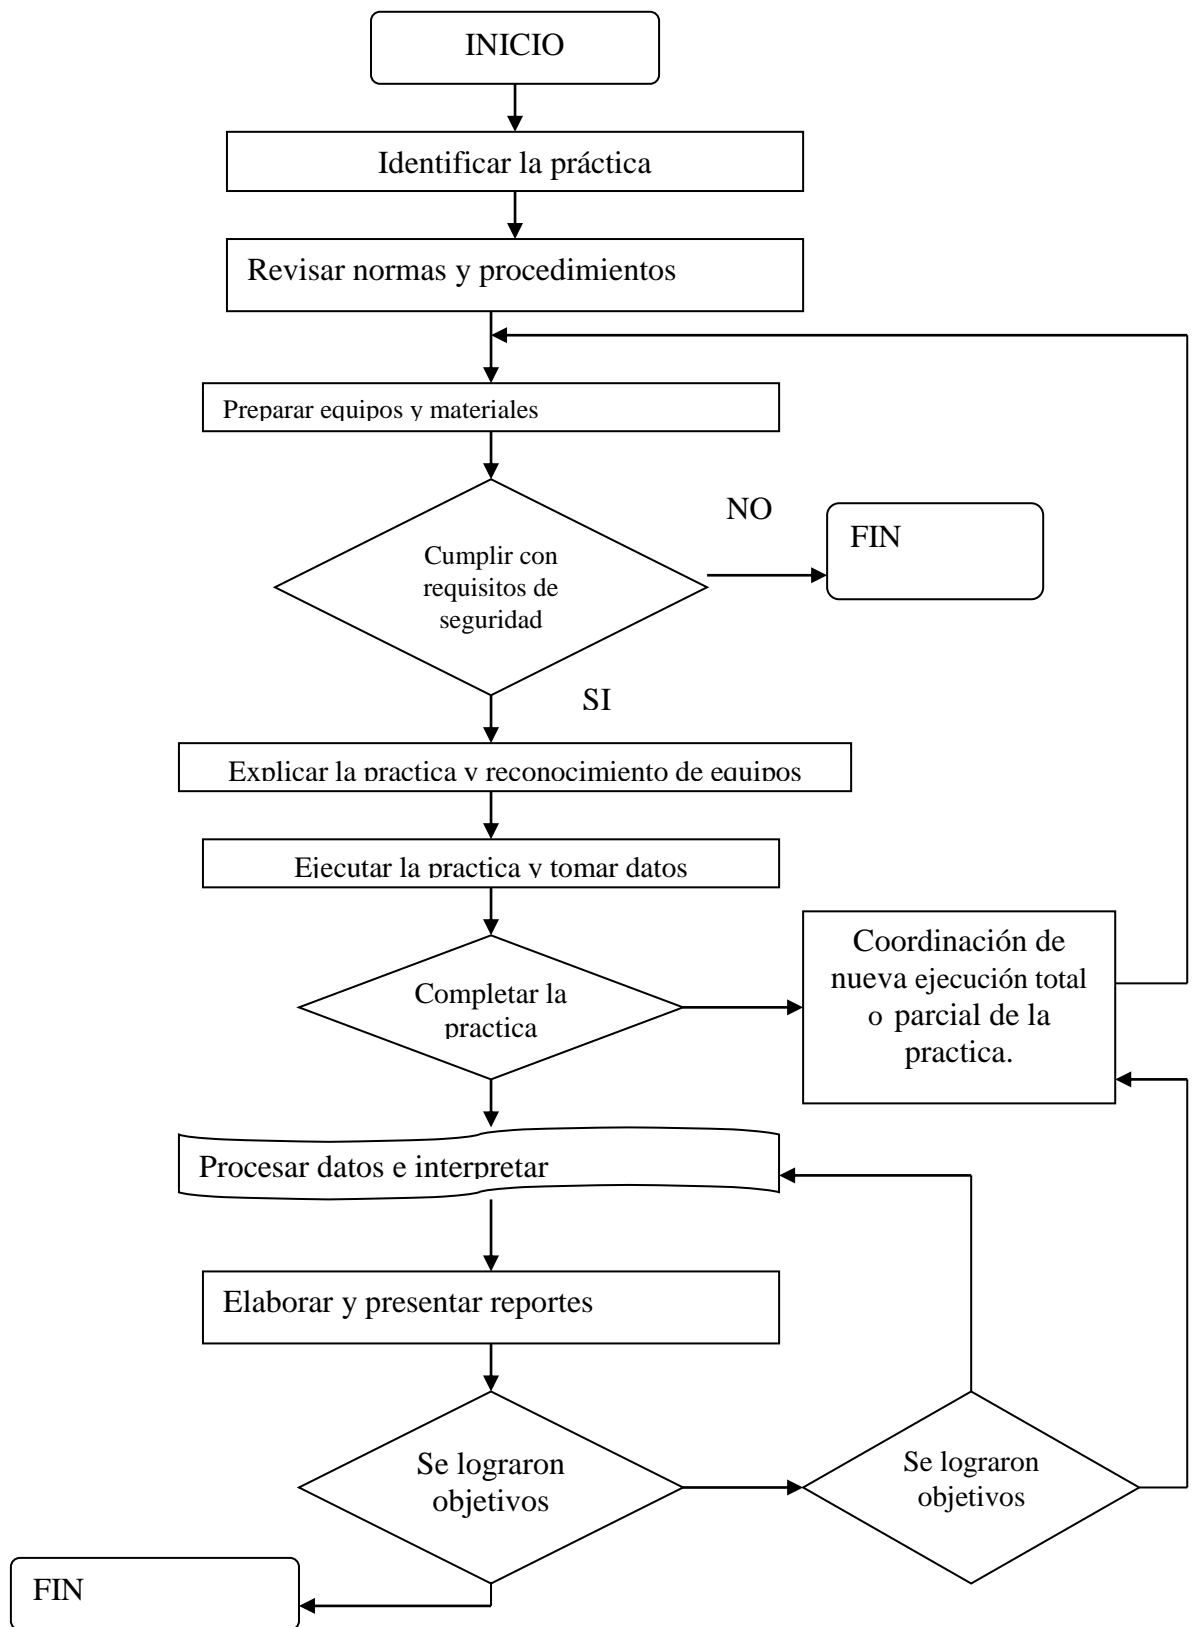 INICIO
Identificar la práctica
Revisar normas y procedimientos
Preparar equipos y materiales
NO
FIN
Cumplir con
requisitos de
seguridad
SI
Explicar la practica y reconocimiento de equipos
Ejecutar la practica y tomar datos
Completar la
practica
Coordinación de
nueva ejecución total
o parcial de la
practica.
Procesar datos e interpretar
Elaborar y presentar reportes
Se lograron
objetivos
Se lograron
objetivos
FIN